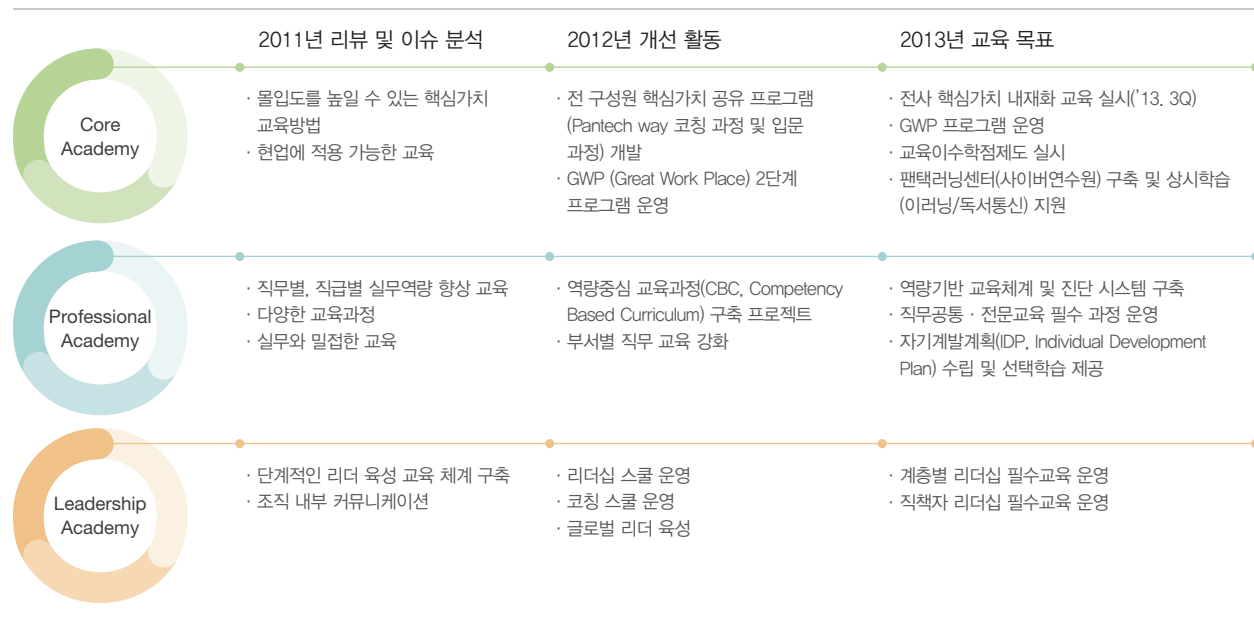 2011년 리뷰 및 이슈 분석
2012년 개선 활동
2013년 교육 목표
Core
Academy
· 몰입도를 높일 수 있는 핵심가치
교육방법
· 현업에 적용 가능한 교육
· 전 구성원 핵심가치 공유 프로그램
(Pantech way 코칭 과정 및 입문
과정) 개발
· GWP (Great Work Place) 2단계
프로그램 운영
· 전사 핵심가치 내재화 교육 실시('13. 3Q)
· GWP 프로그램 운영
· 교육이수학점제도 실시
· 팬택러닝센터(사이버연수원) 구축 및 상시학습
(이러닝/독서통신) 지원
Professional
Academy
· 직무별, 직급별 실무역량 향상 교육
· 다양한 교육과정
· 실무와 밀접한 교육
· 역량중심 교육과정(CBC, Competency
Based Curriculum) 구축 프로젝트
· 부서별 직무 교육 강화
· 역량기반 교육체계 및 진단 시스템 구축
· 직무공통 · 전문교육 필수 과정 운영
· 자기계발계획(IDP, Individual Development
Plan) 수립 및 선택학습 제공
Leadership
Academy
· 단계적인 리더 육성 교육 체계 구축
· 조직 내부 커뮤니케이션
· 리더십 스쿨 운영
· 코칭 스쿨 운영
· 글로벌 리더 육성
· 계층별 리더십 필수교육 운영
· 직책자 리더십 필수교육 운영